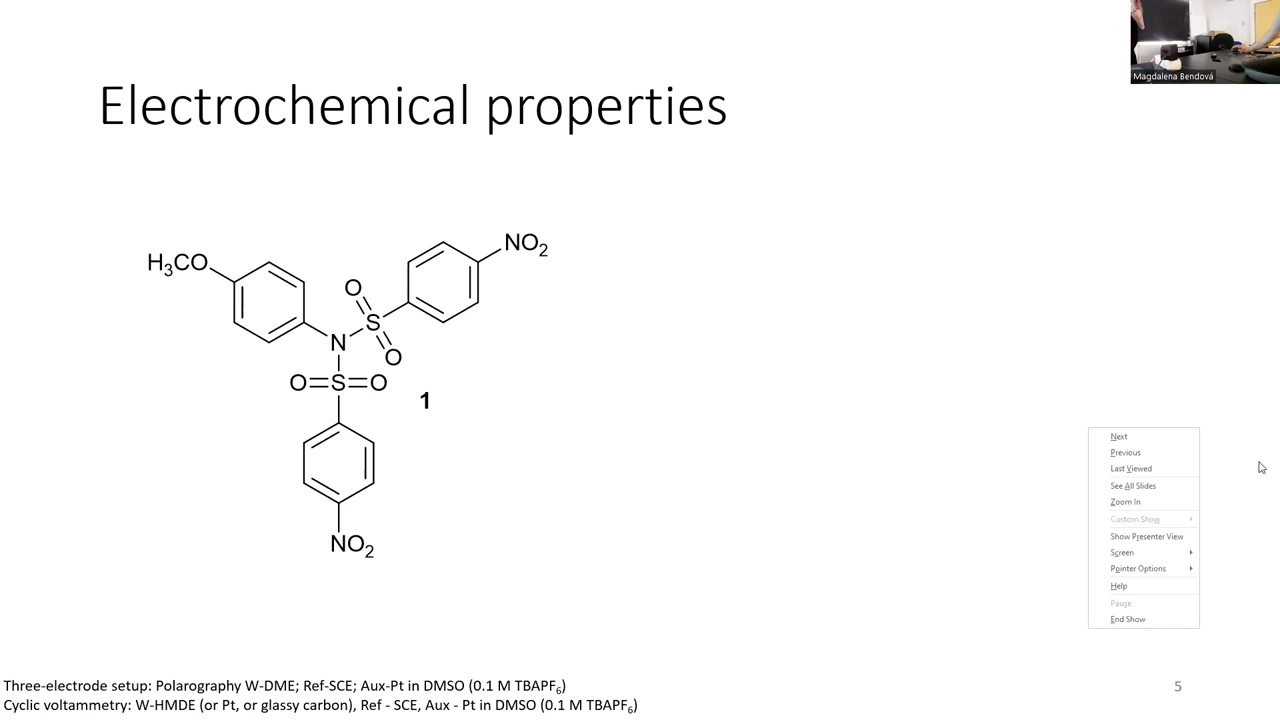 Magdalena Bendová
Electrochemical properties
NO2
H3CO
O
S
N
O
O=S=O
1
NO2
Next
Previous
Last Viewed
See All Slides
Zoom In
Custom Show
Show Presenter View
Screen
Pointer Options
Help
Pause
End Show
Three-electrode setup: Polarography W-DME; Ref-SCE; Aux-Pt in DMSO (0.1 M TBAPF6)
Cyclic voltammetry: W-HMDE (or Pt, or glassy carbon), Ref - SCE, Aux - Pt in DMSO (0.1 M TBAPF6)
5